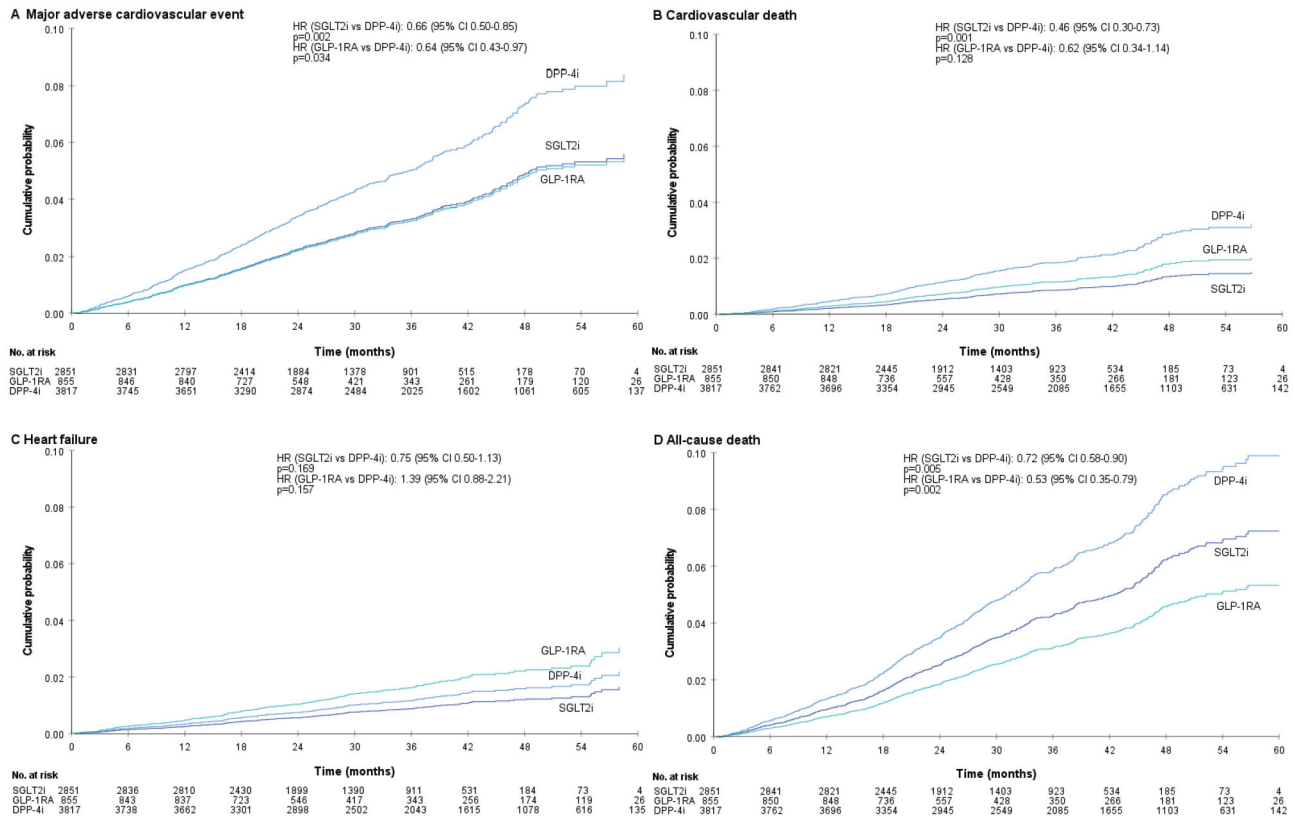 A Major adverse cardiovascular event
HR (SGLT2i vs DPP-4i): 0.66 (95% CI 0.50-0.85)
p=0.002
HR (GLP-1RA vs DPP-4i): 0.64 (95% CI 0.43-0.97)
p=0.034
0.10
0.08
0.06
0.04
0.02
0.00
Cumulative probability
DPP-4i
SGLT2i
GLP-1RA
0 6 12 18 24 30 36 42 48 54 60
Time (months)
No. at risk
SGLT2i 2851 2831 2797 2414 1884 1378 901 515 178 70 4
GLP-1RA 855 846 840 727 548 421 343 261 179 120 26
DPP-4i 3817 3745 3651 3290 2874 2484 2025 1602 1061 605 137
B Cardiovascular death
HR (SGLT2i vs DPP-4i): 0.46 (95% CI 0.30-0.73)
p=0.001
HR (GLP-1RA vs DPP-4i): 0.62 (95% CI 0.34-1.14)
p=0.128
0.10
0.08
0.06
0.04
0.02
0.00
Cumulative probability
DPP-4i
GLP-1RA
SGLT2i
0 6 12 18 24 30 36 42 48 54 60
Time (months)
No. at risk
SGLT2i 2851 2841 2821 2445 1912 1403 923 534 185 73 4
GLP-1RA 855 850 848 736 557 428 350 266 181 123 26
DPP-4i 3817 3762 3696 3354 2945 2549 2085 1655 1103 631 142
C Heart failure
HR (SGLT2i vs DPP-4i): 0.75 (95% CI 0.50-1.13)
p=0.169
HR (GLP-1RA vs DPP-4i): 1.39 (95% CI 0.88-2.21)
p=0.157
0.10
0.08
0.06
0.04
0.02
0.00
Cumulative probability
GLP-1RA
DPP-4i
SGLT2i
0 6 12 18 24 30 36 42 48 54 60
Time (months)
No. at risk
SGLT2i 2851 2836 2810 2430 1899 1390 911 531 184 73 4
GLP-1RA 855 843 837 723 546 417 343 256 174 119 26
DPP-4i 3817 3738 3662 3301 2898 2502 2043 1615 1078 616 135
D All-cause death
HR (SGLT2i vs DPP-4i): 0.72 (95% CI 0.58-0.90)
p=0.005
HR (GLP-1RA vs DPP-4i): 0.53 (95% CI 0.35-0.79)
p=0.002
0.10
0.08
0.06
0.04
0.02
0.00
Cumulative probability
DPP-4i
SGLT2i
GLP-1RA
0 6 12 18 24 30 36 42 48 54 60
Time (months)
No. at risk
SGLT2i 2851 2841 2821 2445 1912 1403 923 534 185 73 4
GLP-1RA 855 850 848 736 557 428 350 266 181 123 26
DPP-4i 3817 3762 3696 3354 2945 2549 2085 1655 1103 631 142